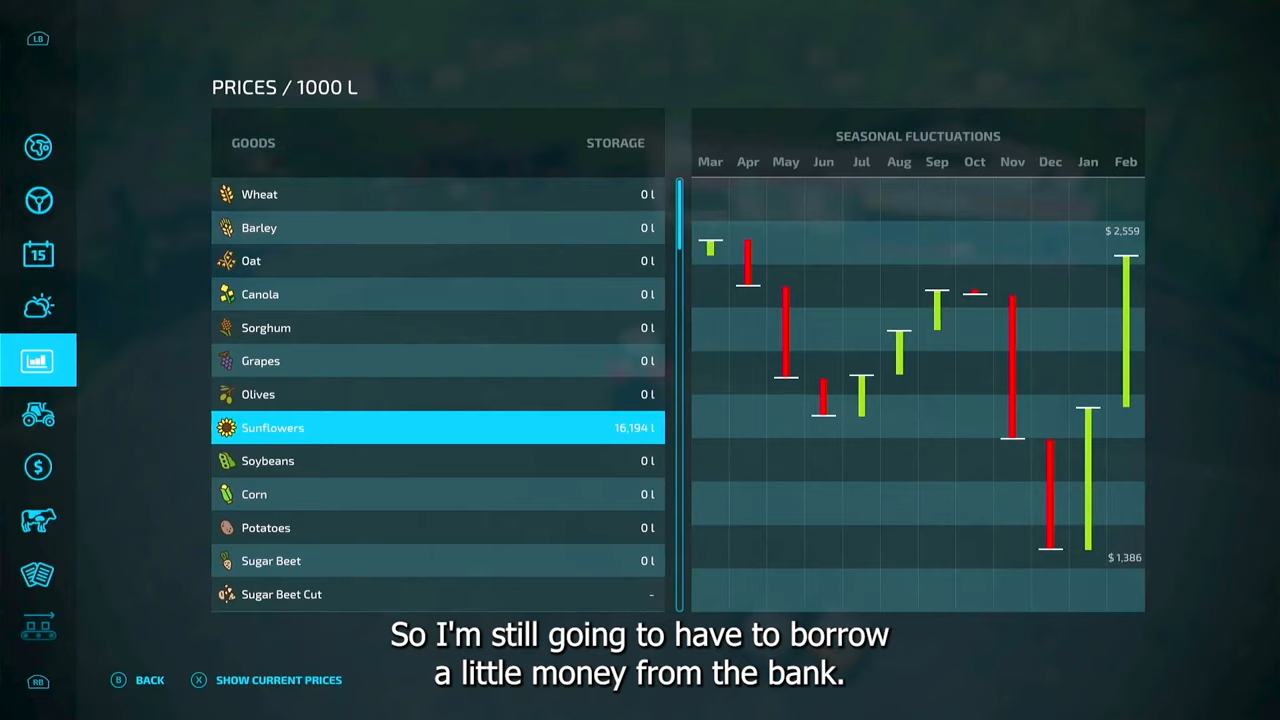 LB
PRICES / 1000 L
GOODS STORAGE
Wheat 0 l
Barley 0 l
Oat 0 l
Canola 0 l
Sorghum 0 l
Grapes 0 l
Olives 0 l
Sunflowers 16,194 l
Soybeans 0 l
Corn 0 l
Potatoes 0 l
Sugar Beet 0 l
Sugar Beet Cut -
SEASONAL FLUCTUATIONS
Mar Apr May Jun Jul Aug Sep Oct Nov Dec Jan Feb
$ 2,559
$ 1,386
15
$
So I'm still going to have to borrow
a little money from the bank.
RB
B BACK X SHOW CURRENT PRICES